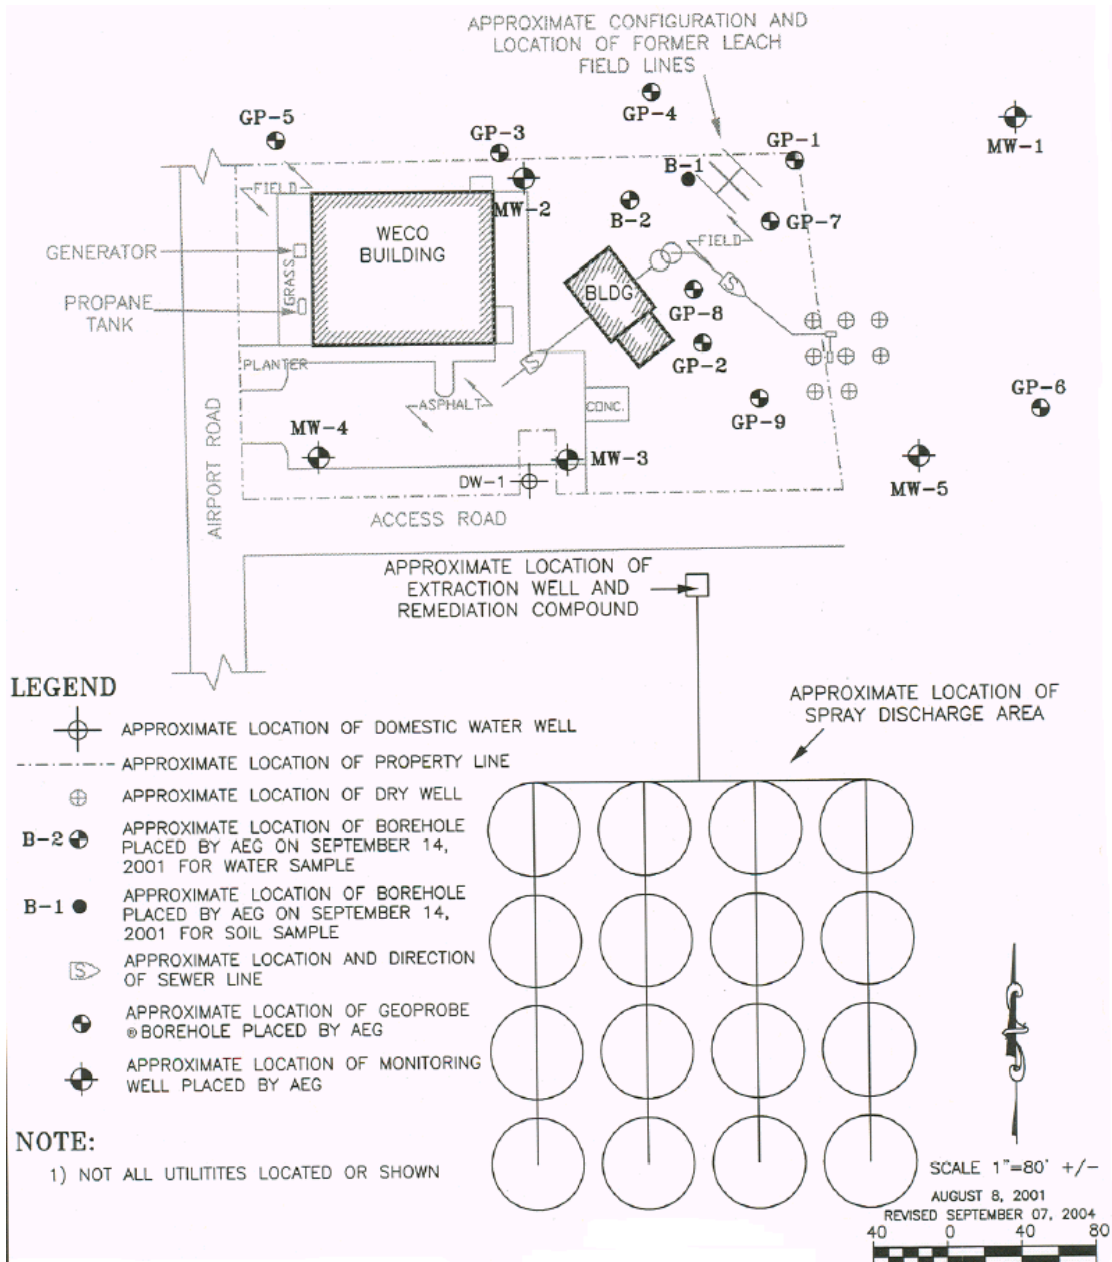 APPROXIMATE CONFIGURATION AND
LOCATION OF FORMER LEACH
FIELD LINES
GP-5
GP-3
GP-4
GP-1
MW-1
B-1
FIELD
MW-2
B-2
GP-7
WECO
BUILDING
GENERATOR
GRASS
FIELD
S
BLDG
GP-8
PROPANE
TANK
GP-2
PLANTER
S
ASPHALT
CONC.
GP-9
GP-6
AIRPORT ROAD
MW-4
MW-3
DW-1
MW-5
ACCESS ROAD
APPROXIMATE LOCATION OF
EXTRACTION WELL AND
REMEDIATION COMPOUND
LEGEND
APPROXIMATE LOCATION OF DOMESTIC WATER WELL
APPROXIMATE LOCATION OF PROPERTY LINE
APPROXIMATE LOCATION OF DRY WELL
B-2
APPROXIMATE LOCATION OF BOREHOLE
PLACED BY AEG ON SEPTEMBER 14,
2001 FOR WATER SAMPLE
B-1
APPROXIMATE LOCATION OF BOREHOLE
PLACED BY AEG ON SEPTEMBER 14,
2001 FOR SOIL SAMPLE
S
APPROXIMATE LOCATION AND DIRECTION
OF SEWER LINE
APPROXIMATE LOCATION OF GEOPROBE
®BOREHOLE PLACED BY AEG
APPROXIMATE LOCATION OF MONITORING
WELL PLACED BY AEG
NOTE:
1) NOT ALL UTILITITES LOCATED OR SHOWN
APPROXIMATE LOCATION OF
SPRAY DISCHARGE AREA
SCALE 1"=80' +/-
AUGUST 8, 2001
REVISED SEPTEMBER 07, 2004
40 0 40 80